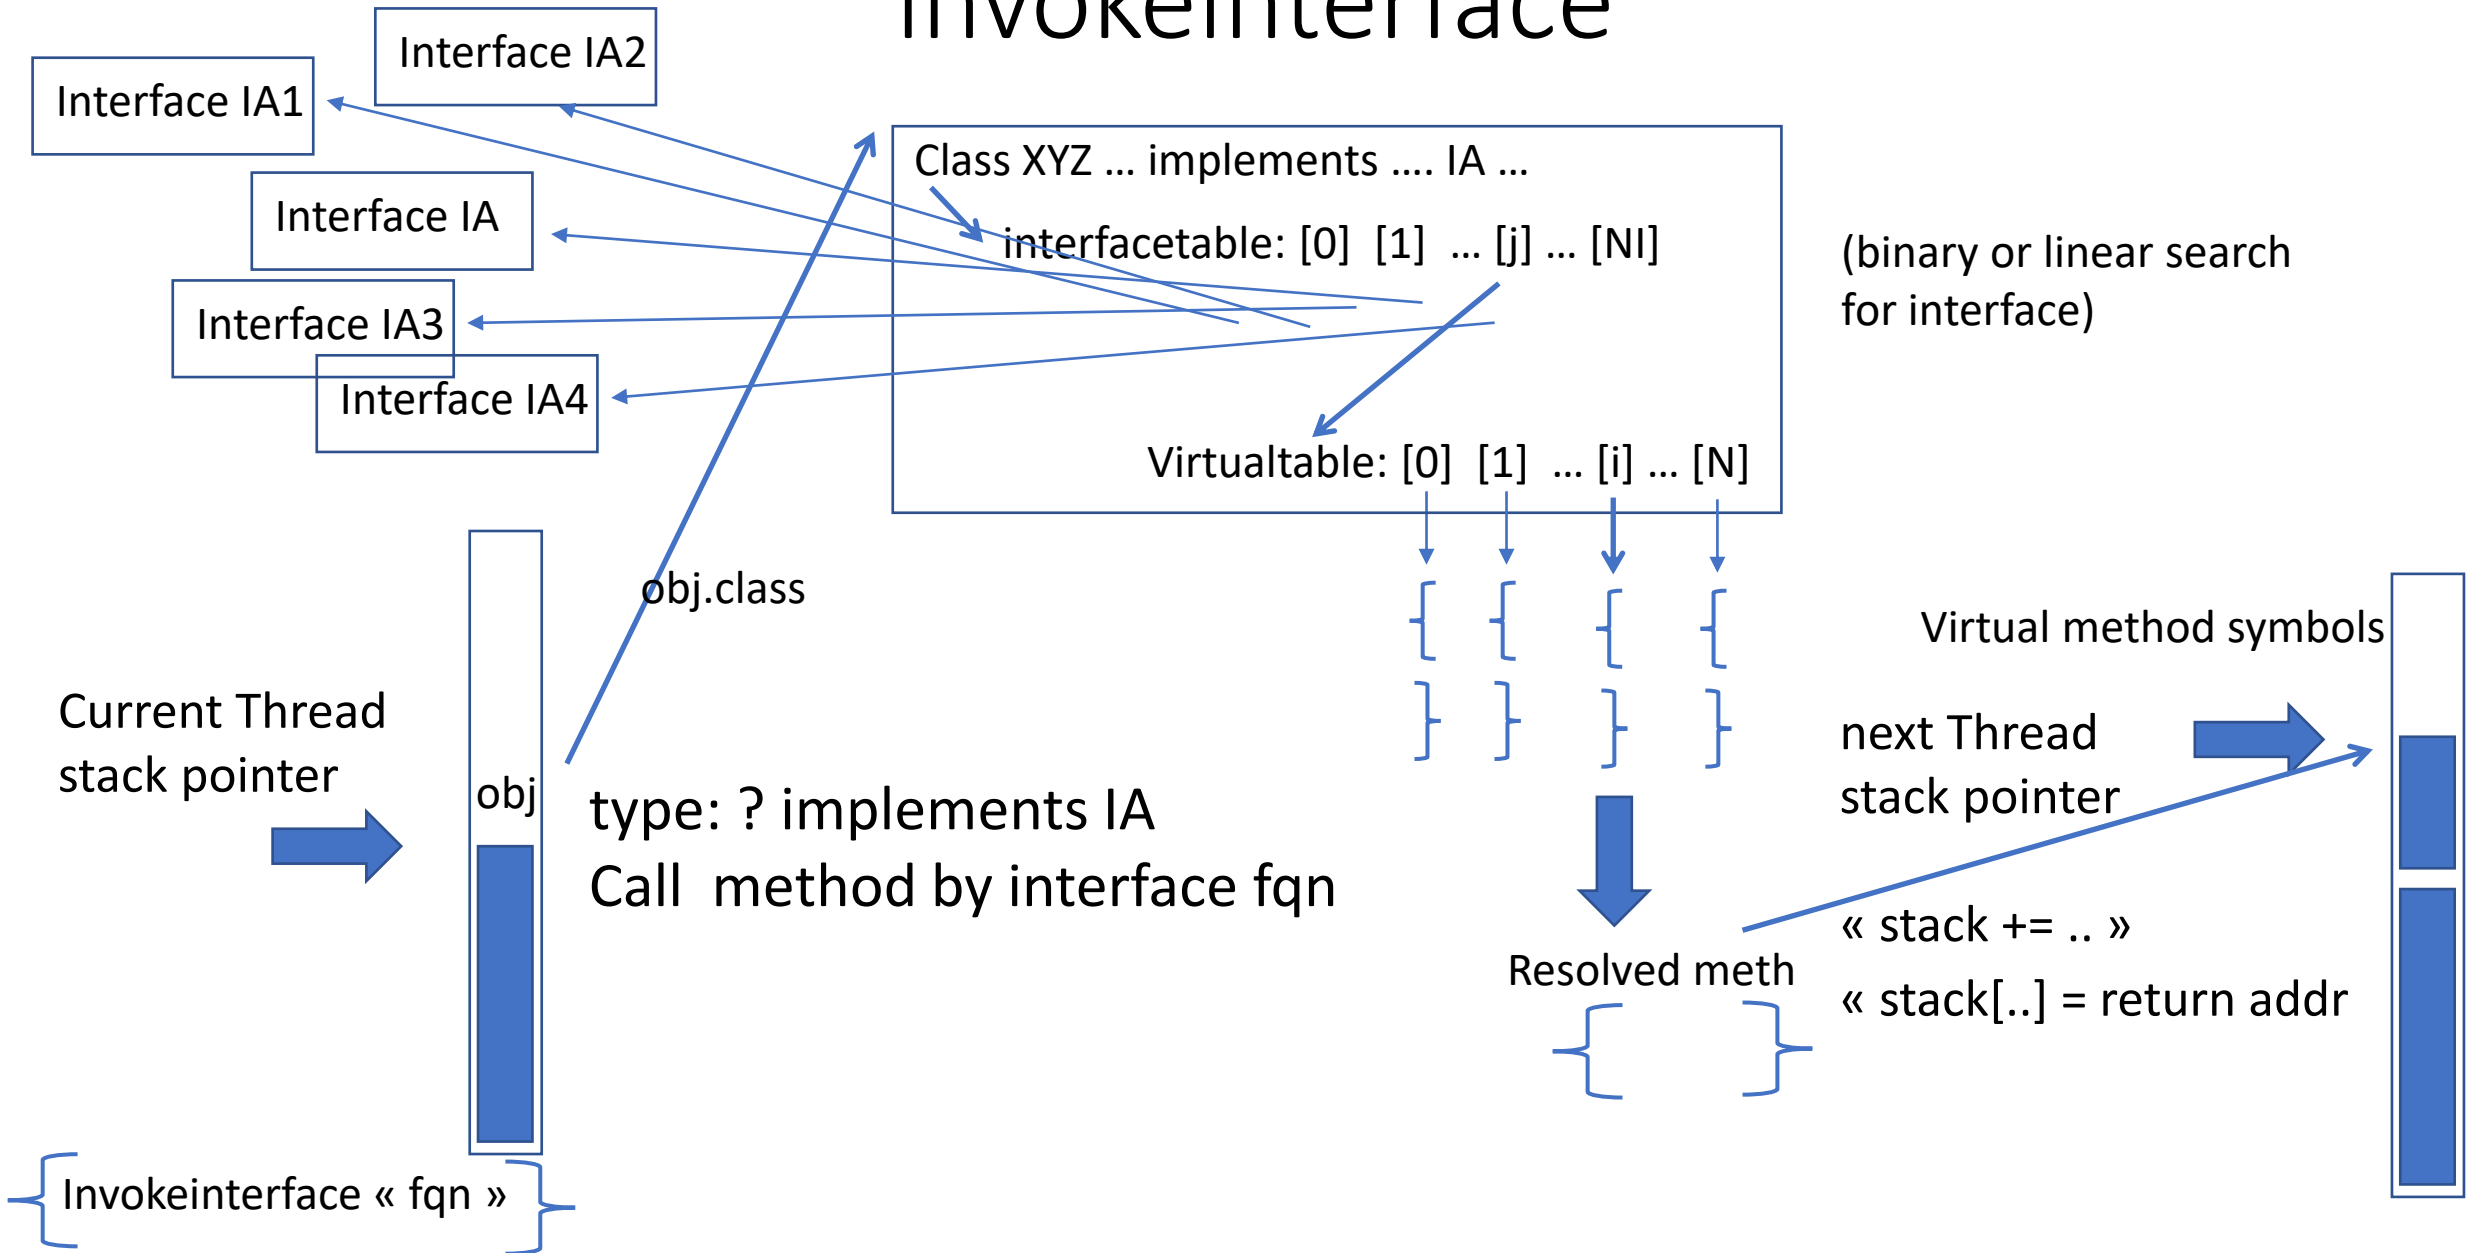 invokeinterface
Interface IA2
Interface IA1
Class XYZ … implements …. IA …
Interface IA
interfacetable: [0] [1] … [j] … [NI]
(binary or linear search
for interface)
Interface IA3
Interface IA4
Virtualtable: [0] [1] … [i] … [N]
obj.class
Virtual method symbols
Current Thread
stack pointer
obj
type: ? implements IA
Call method by interface fqn
next Thread
stack pointer
« stack += .. »
Resolved meth
« stack[..] = return addr
Invokeinterface « fqn »